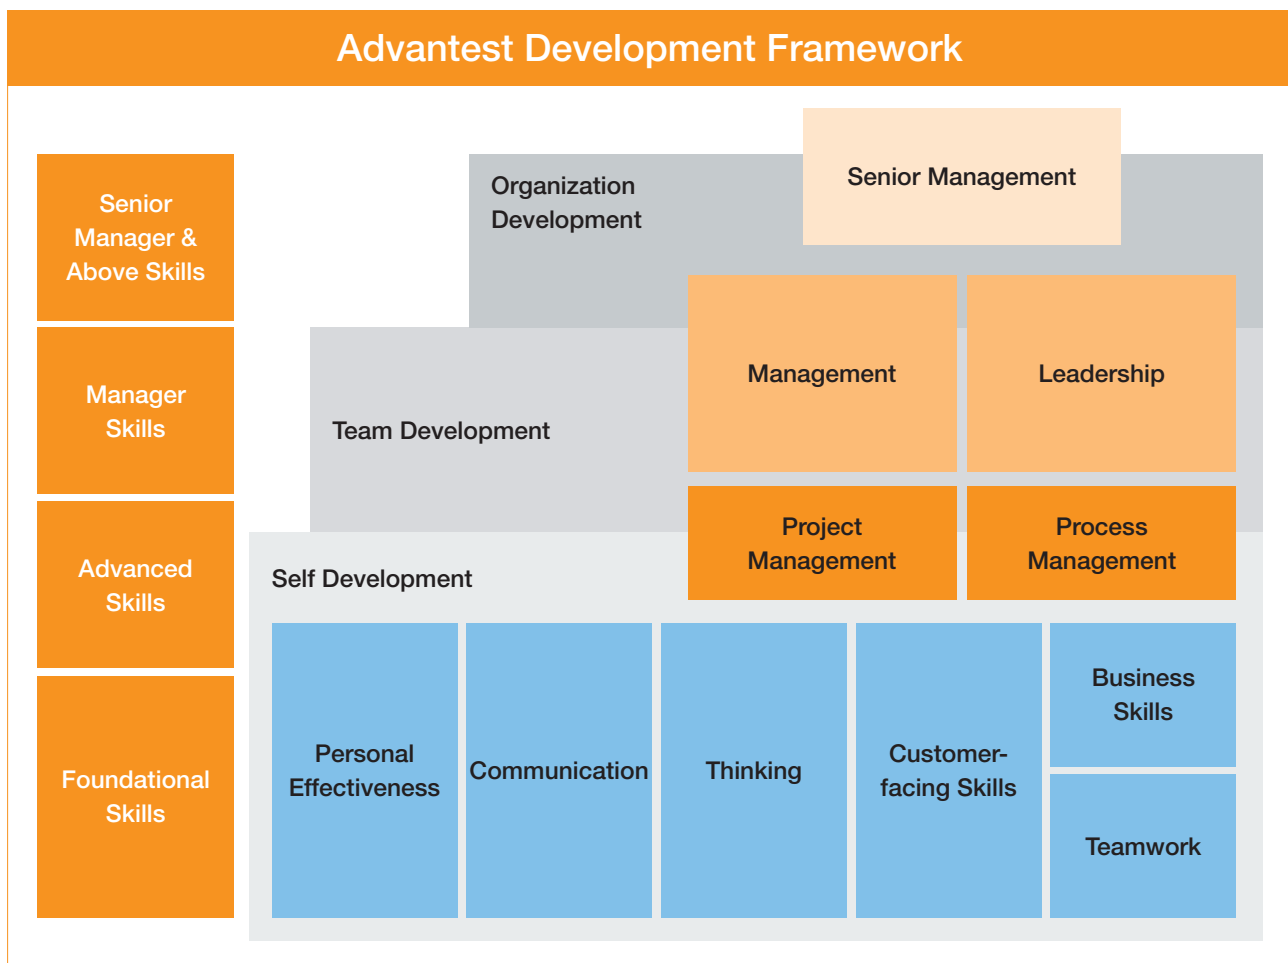 Advantest Development Framework
Senior
Manager &
Above Skills
Manager
Skills
Advanced
Skills
Foundational
Skills
Organization
Development
Senior Management
Team Development
Management
Leadership
Project
Management
Process
Management
Self Development
Personal
Effectiveness
Communication
Thinking
Customer-
facing Skills
Business
Skills
Teamwork